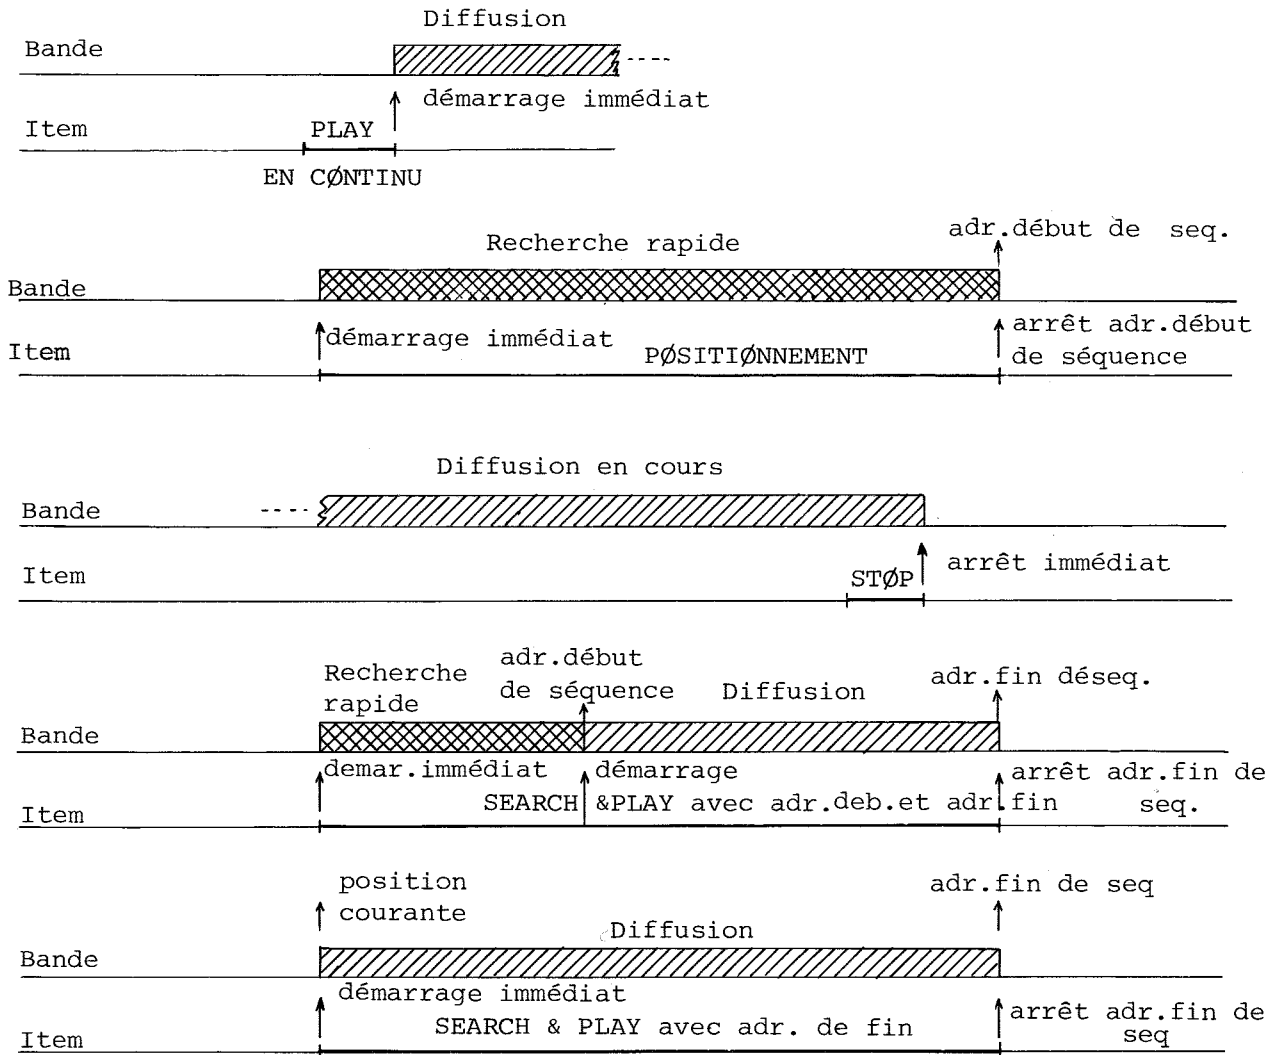 Diffusion
Bande
démarrage immédiat
Item
PLAY
EN CØNTINU
adr.début de seq.
Recherche rapide
Bande
démarrage immédiat
arrêt adr.début
de séquence
Item
PØSITIØNNEMENT
Diffusion en cours
Bande
arrêt immédiat
Item
STØP
Recherche
rapide
adr.début
de séquence
Diffusion
adr.fin déseq.
Bande
demar.immédiat
démarrage
arrêt adr.fin de
seq.
SEARCH &PLAY avec adr.deb.et adr.fin
Item
position
courante
adr.fin de seq
Diffusion
Bande
démarrage immédiat
arrêt adr.fin de
seq
SEARCH & PLAY avec adr. de fin
Item